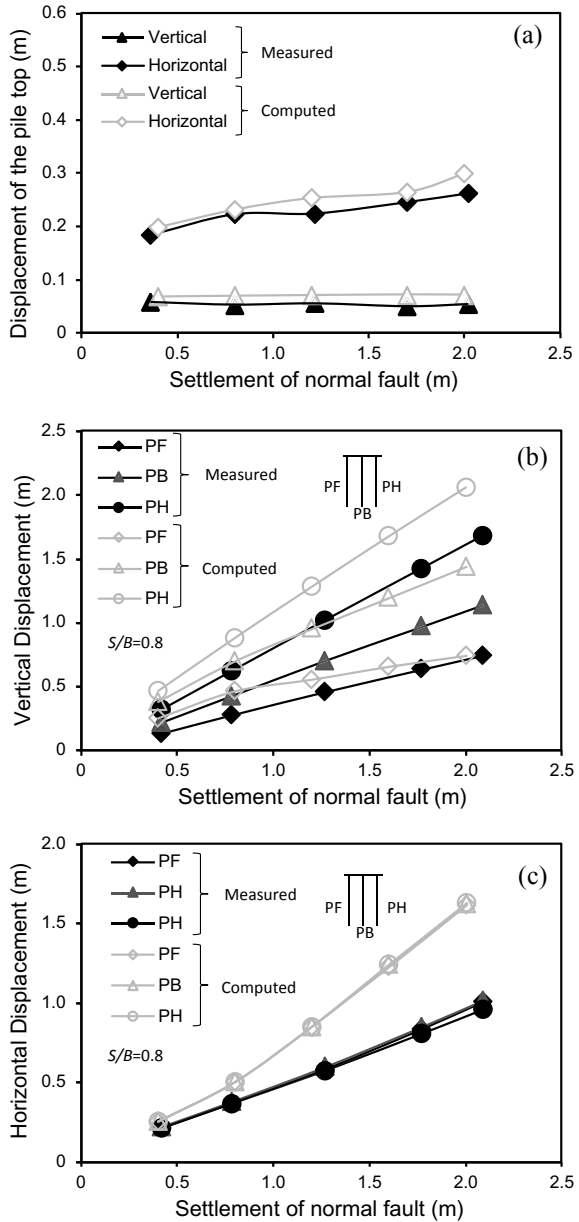 Displacement of the pile top (m)
0.6
0.5
0.4
0.3
0.2
0.1
0
(a)
Vertical
Horizontal
Measured
Vertical
Horizontal
Computed
0 0.5 1.0 1.5 2.0 2.5
Settlement of normal fault (m)
Vertical Displacement (m)
2.5
2.0
1.5
1.0
0.5
0
(b)
PF
PB
PH
Measured
PF
PB
PH
Computed
S/B=0.8
PF PH
PB
0 0.5 1.0 1.5 2.0 2.5
Settlement of normal fault (m)
Horizontal Displacement (m)
2.0
1.5
1.0
0.5
0
(c)
PF
PH
PH
Measured
PF
PB
PH
Computed
S/B=0.8
PF PH
PB
0 0.5 1.0 1.5 2.0 2.5
Settlement of normal fault (m)